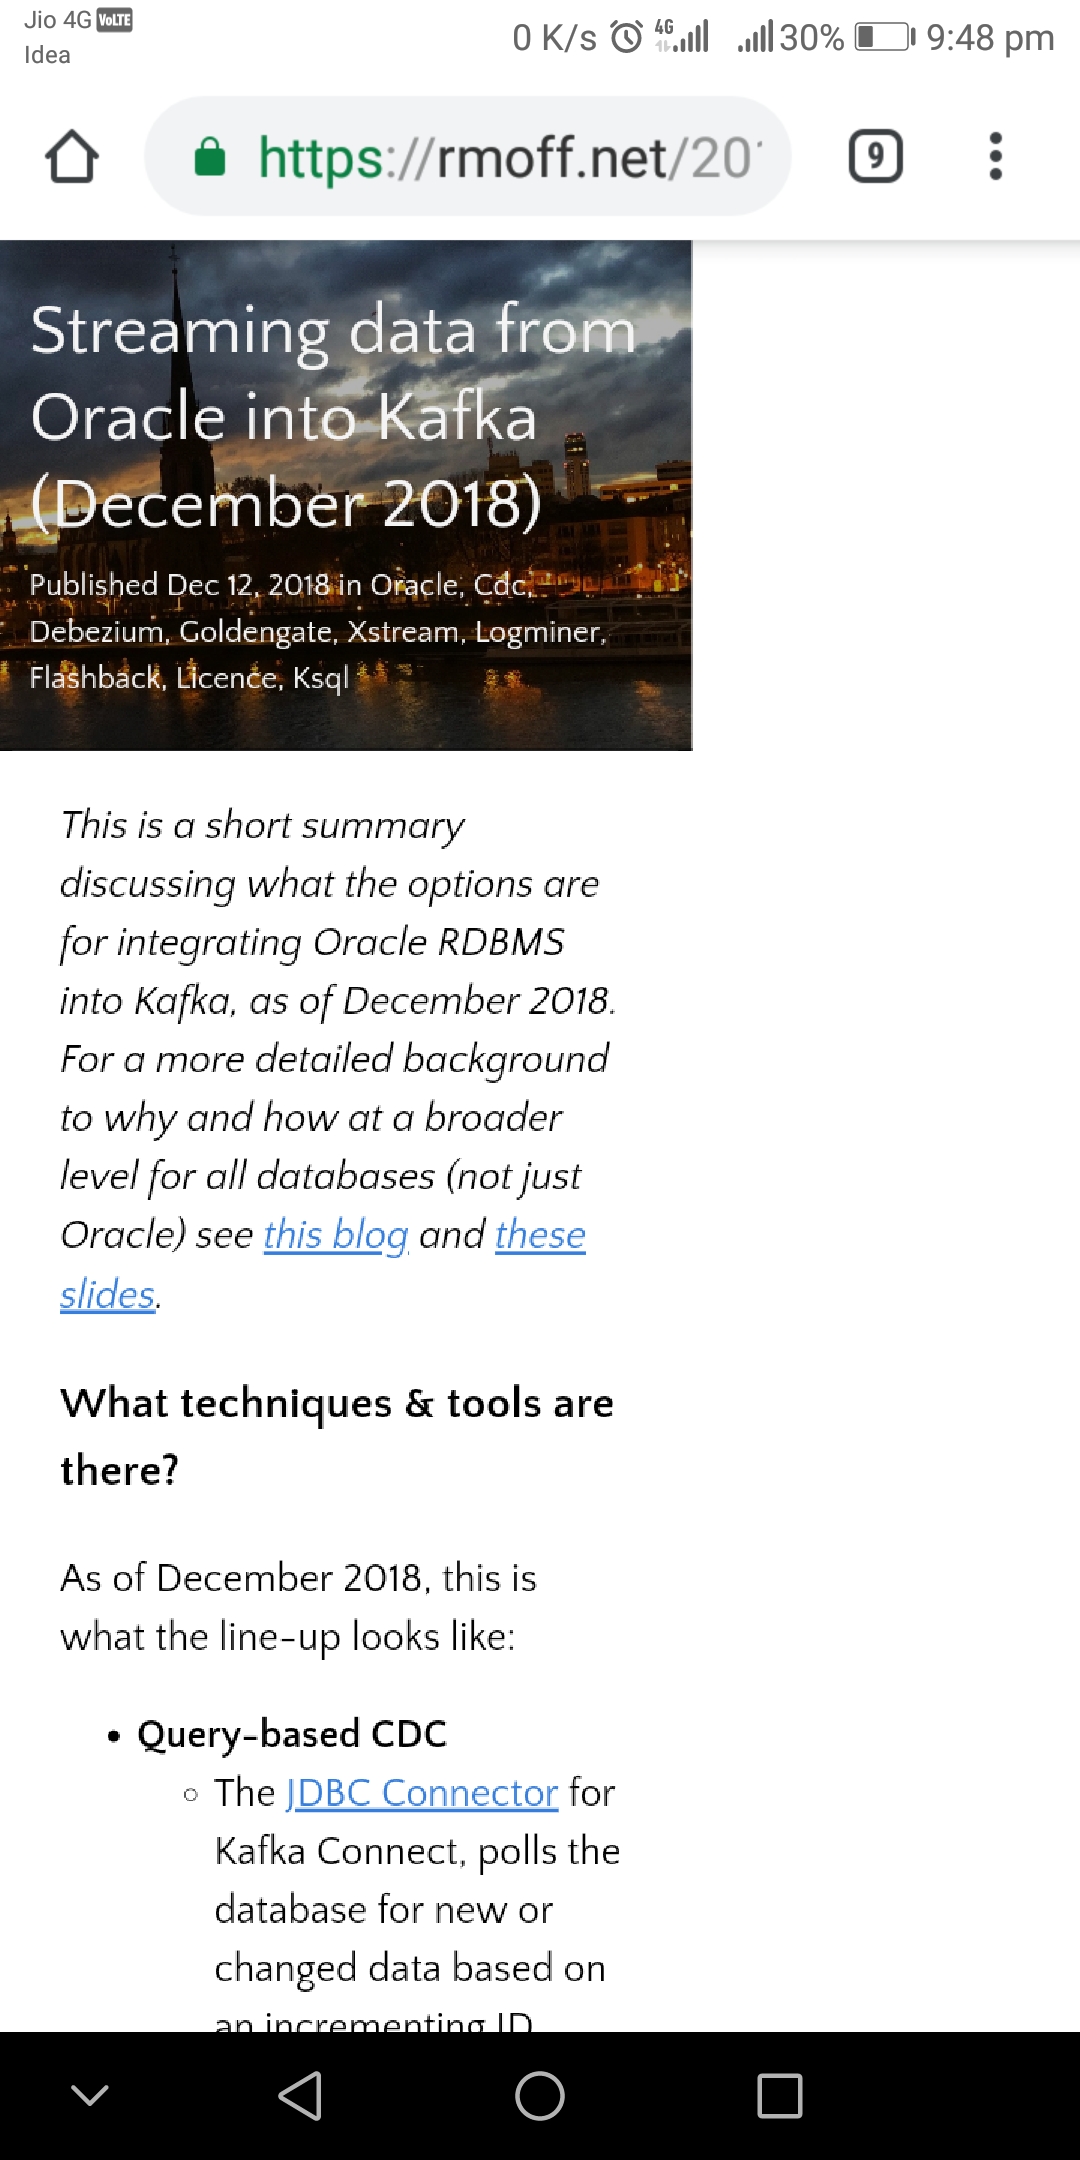 Jio 4G VoLTE
Idea
0 K/s 4G 30% 9:48 pm
https://rmoff.net/20
9
Streaming data from
Oracle into Kafka
(December 2018)
Published Dec 12, 2018 in Oracle, Cdc,
Debezium, Goldengate, Xstream, Logminer,
Flashback, Licence, Ksql
This is a short summary
discussing what the options are
for integrating Oracle RDBMS
into Kafka, as of December 2018.
For a more detailed background
to why and how at a broader
level for all databases (not just
Oracle) see this blog and these
slides.
What techniques & tools are
there?
As of December 2018, this is
what the line-up looks like:
• Query-based CDC
○ The JDBC Connector for
Kafka Connect, polls the
database for new or
changed data based on
an incrementing ID